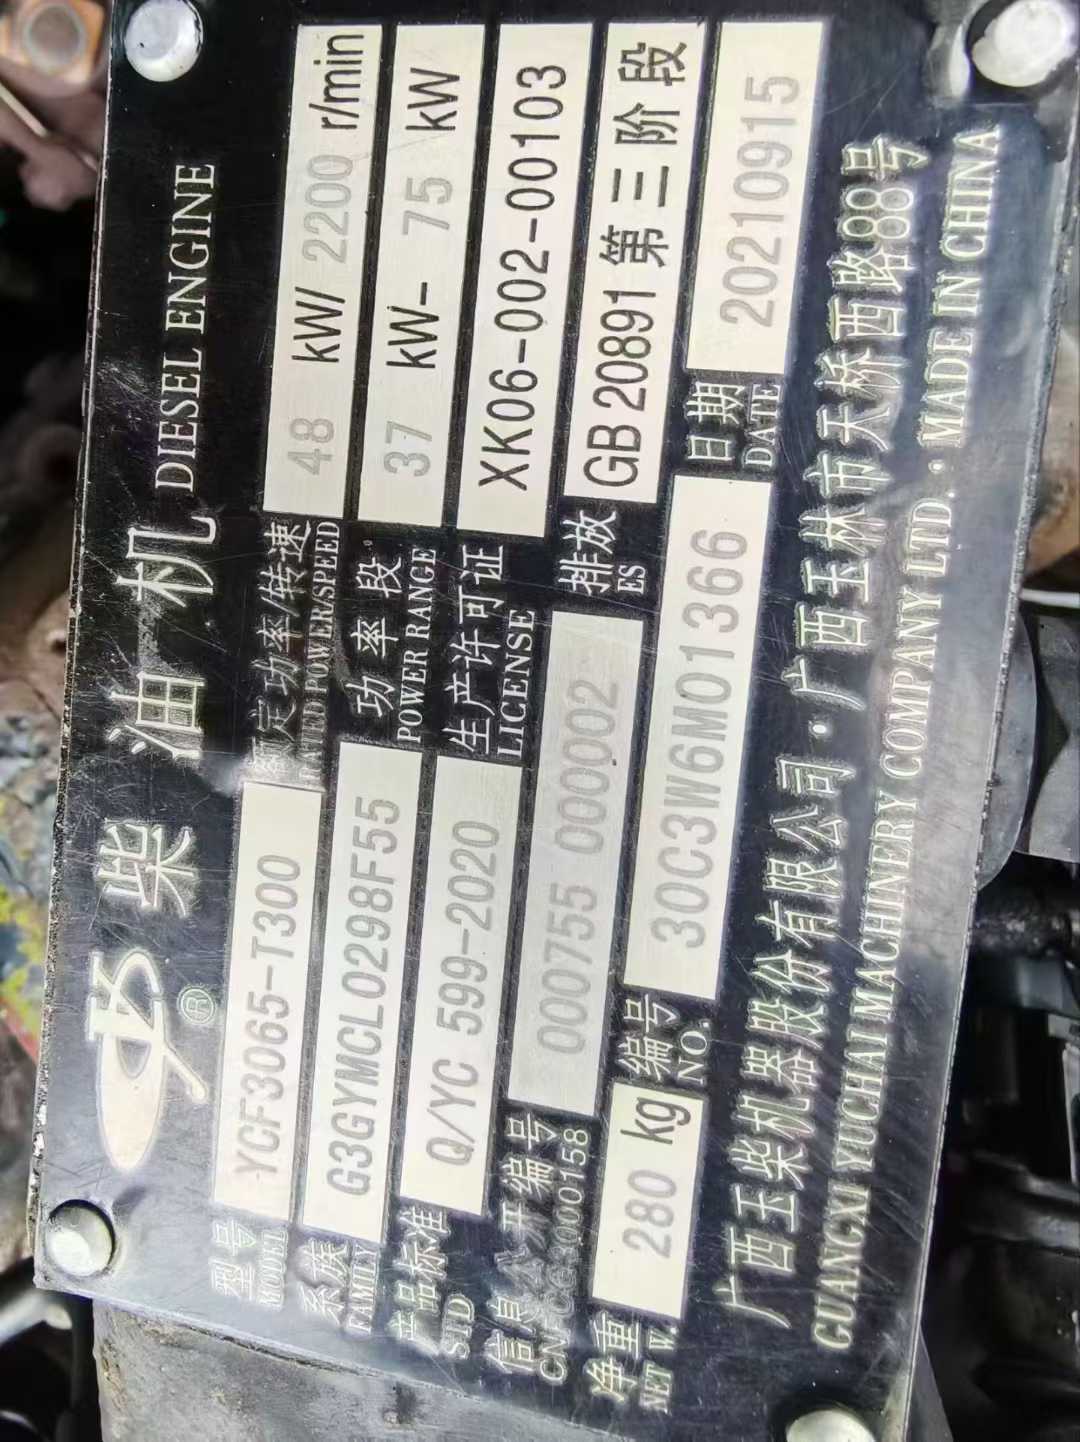 柴油机 DIESEL ENGINE
®
型号 MODEL YCF3065-T300
额定功率/转速 RATED POWER/SPEED 48 kW/ 2200 r/min
系族 FAMILY G3GYMCL0298F55
功率段 POWER RANGE 37 kW- 75 kW
产品标准 STD Q/YC 599-2020
生产许可证 LICENSE XK06-002-00103
信息公开编号 000755 000002
排放 ES GB 20891 第三阶段
净重 NET W. 280 kg
编号 NO. 30C3W6M01366
日期 DATE 20210915
广西玉柴机器股份有限公司·广西玉林市天桥西路88号
GUANGXI YUCHAI MACHINERY COMPANY LTD. · MADE IN CHINA